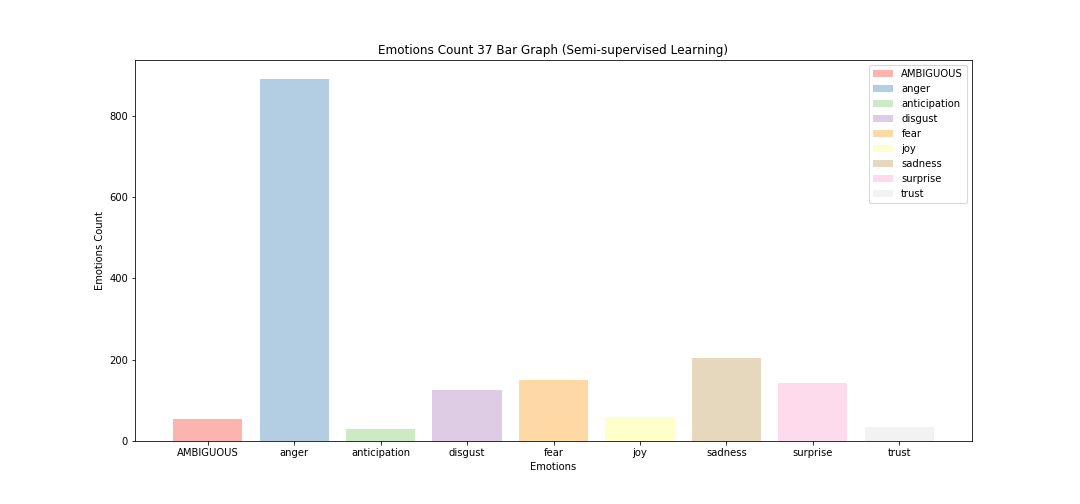 Emotions Count 37 Bar Graph (Semi-supervised Learning)
AMBIGUOUS
anger
anticipation
disgust
fear
joy
sadness
surprise
trust
Emotions Count
800
600
400
200
0
AMBIGUOUS anger anticipation disgust fear joy sadness surprise trust
Emotions